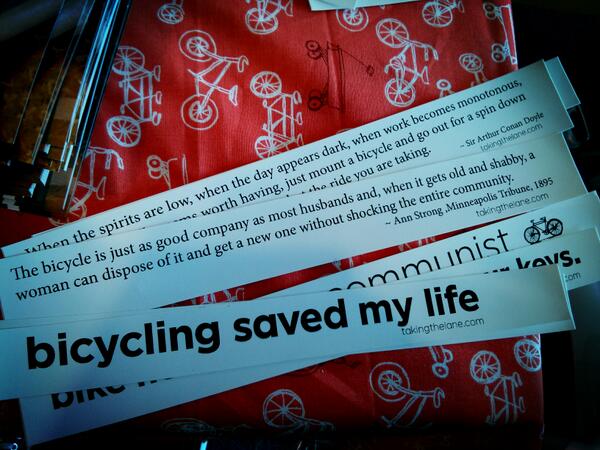 When the spirits are low, when the day appears dark, when work becomes monotonous,
worth having, just mount a bicycle and go out for a spin down
the ride you are taking.
~ Sir Arthur Conan Doyle
takingthelane.com
The bicycle is just as good company as most husbands and, when it gets old and shabby, a
woman can dispose of it and get a new one without shocking the entire community.
~ Ann Strong ,Minneapolis Tribune, 1895
takingthelane.com
communist
keys.
.com
bicycling saved my life
takingthelane.com
bike